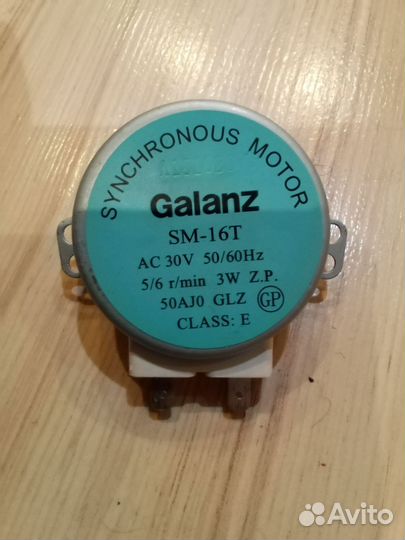 SYNCHRONOUS MOTOR
Galanz
SM-16T
AC 30V 50/60Hz
5/6 r/min 3W Z.P.
50AJ0 GLZ GP
CLASS: E
Avito